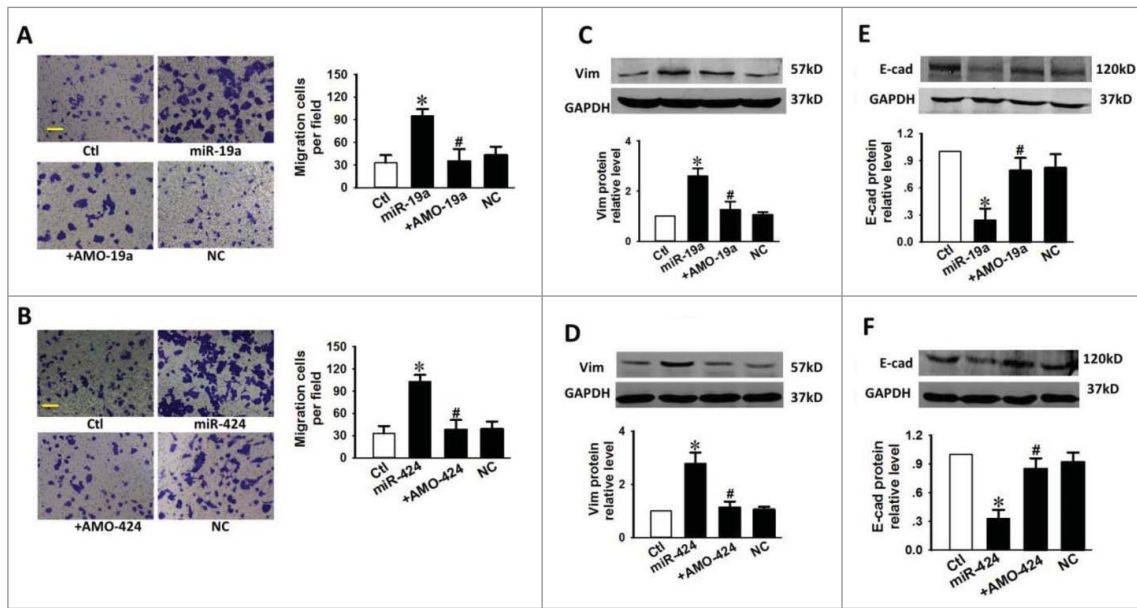 A
Ctl
miR-19a
+AMO-19a
NC
Migration cells
per field
150
120
90
60
30
0
*
#
Ctl
miR-19a
+AMO-19a
NC
C
Vim
57kD
GAPDH
37kD
Vim protein
relative level
4
2
0
*
#
Ctl
miR-19a
+AMO-19a
NC
E
E-cad
120kD
GAPDH
37kD
E-cad protein
relative level
1.2
.9
.6
.3
0.0
*
#
Ctl
miR-19a
+AMO-19a
NC
B
Ctl
miR-424
+AMO-424
NC
Migration cells
per field
150
120
90
60
30
0
*
#
Ctl
miR-424
+AMO-424
NC
D
Vim
57kD
GAPDH
37kD
Vim protein
relative level
4
2
0
*
#
Ctl
miR-424
+AMO-424
NC
F
E-cad
120kD
GAPDH
37kD
E-cad protein
relative level
1.2
.9
.6
.3
0.0
*
#
Ctl
miR-424
+AMO-424
NC